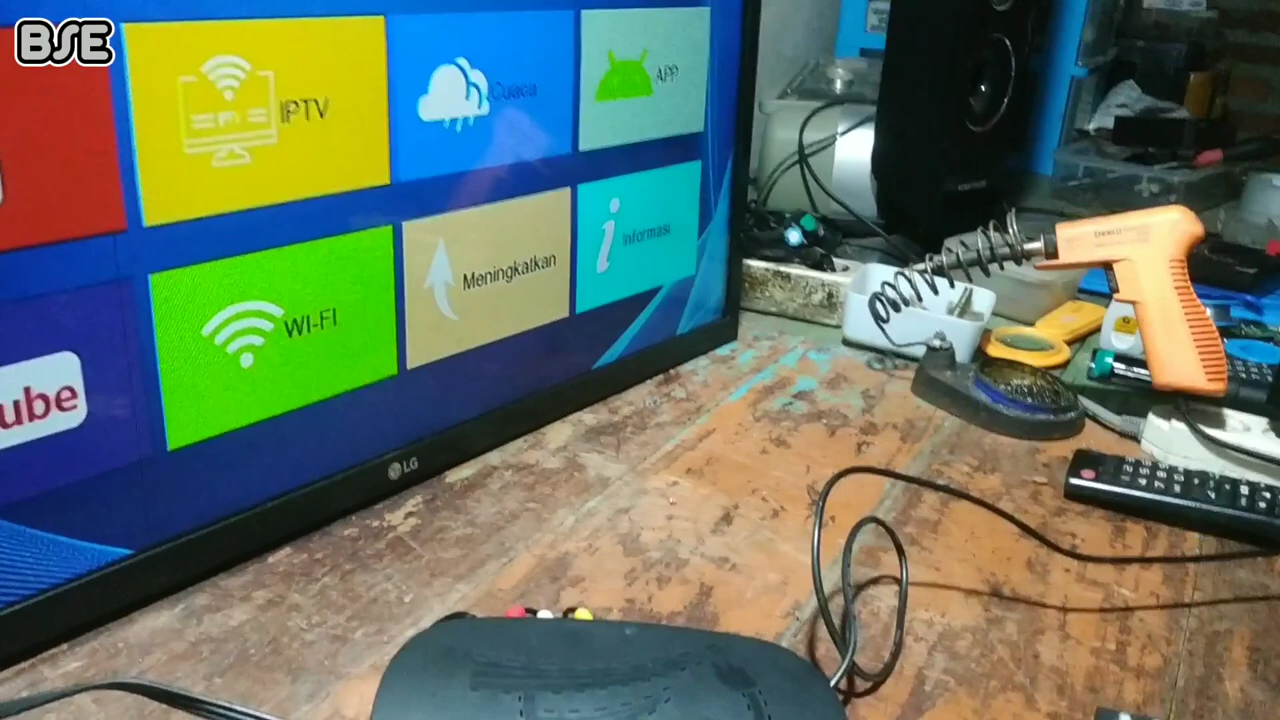 BSE
IPTV
Cuaca
APP
WI-FI
Meningkatkan
Informasi
ube
LG